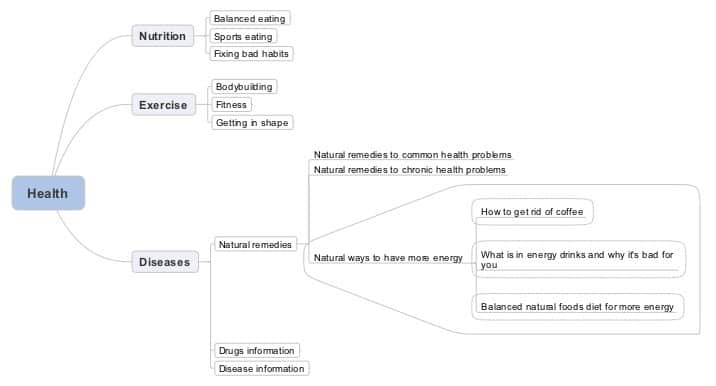 Health
Nutrition
Balanced eating
Sports eating
Fixing bad habits
Exercise
Bodybuilding
Fitness
Getting in shape
Diseases
Natural remedies
Natural remedies to common health problems
Natural remedies to chronic health problems
Natural ways to have more energy
How to get rid of coffee
What is in energy drinks and why it's bad for
you
Balanced natural foods diet for more energy
Drugs information
Disease information